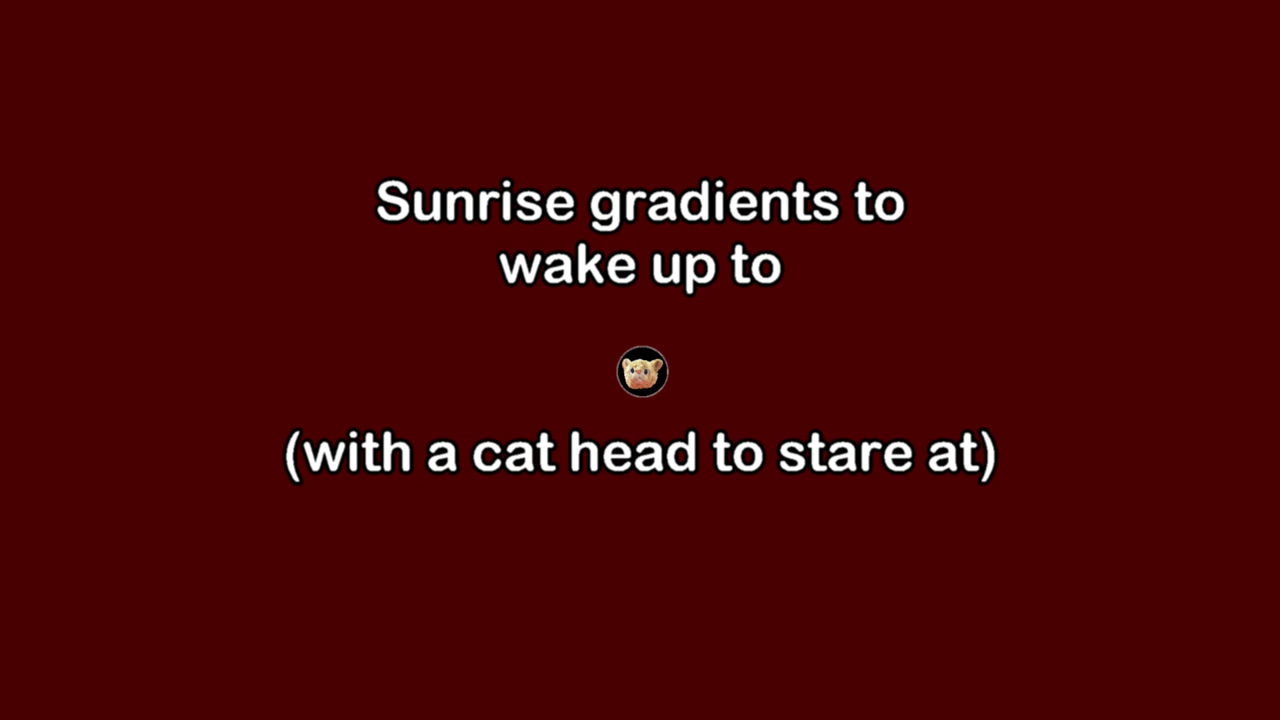 Sunrise gradients to
wake up to
(with a cat head to stare at)